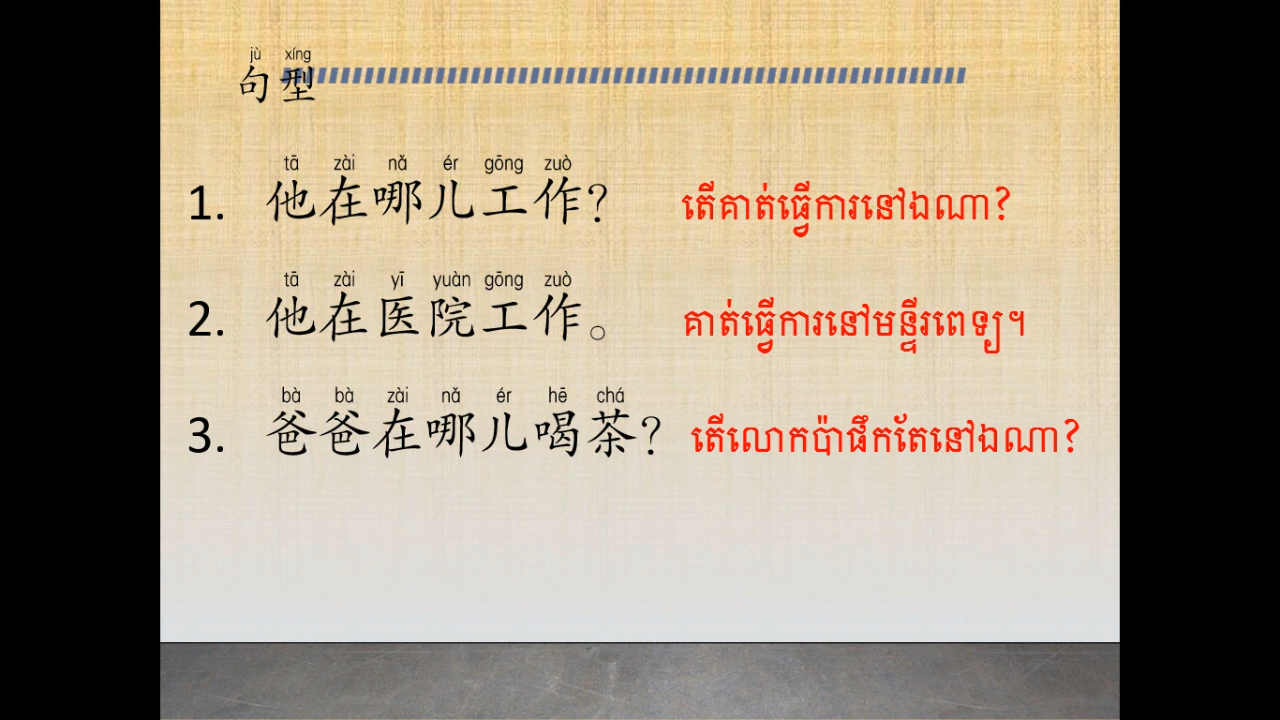 jù xíng
句型
tā zài nǎ ér gōng zuò
1. 他在哪儿工作? តើគាត់ធ្វើការនៅឯណា?
tā zài yī yuàn gōng zuò
2. 他在医院工作。 គាត់ធ្វើការនៅមន្ទីរពេទ្យ។
bà bà zài nǎ ér hē chá
3. 爸爸在哪儿喝茶? តើលោកប៉ាផឹកតែនៅឯណា?